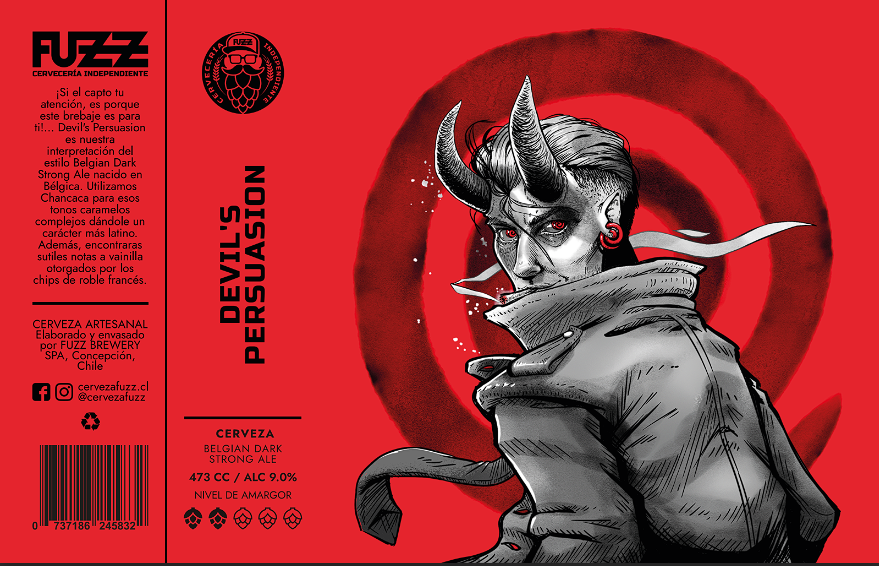 FUZZ
CERVECERÍA INDEPENDIENTE
¡Si el capto tu
atención, es porque
este brebaje es para
ti!... Devil's Persuasion
es nuestra
interpretación del
estilo Belgian Dark
Strong Ale nacido en
Bélgica. Utilizamos
Chancaca para esos
tonos caramelos
complejos dándole un
carácter más latino.
Además, encontraras
sutiles notas a vainilla
otorgados por los
chips de roble francés.
CERVEZA ARTESANAL
Elaborado y envasado
por FUZZ BREWERY
SPA, Concepción,
Chile
cervezafuzz.cl
@cervezafuzz
0 737186 245832
FUZZ
CERVECERÍA INDEPENDIENTE
DEVIL'S
PERSUASION
CERVEZA
BELGIAN DARK
STRONG ALE
473 CC / ALC 9.0%
NIVEL DE AMARGOR